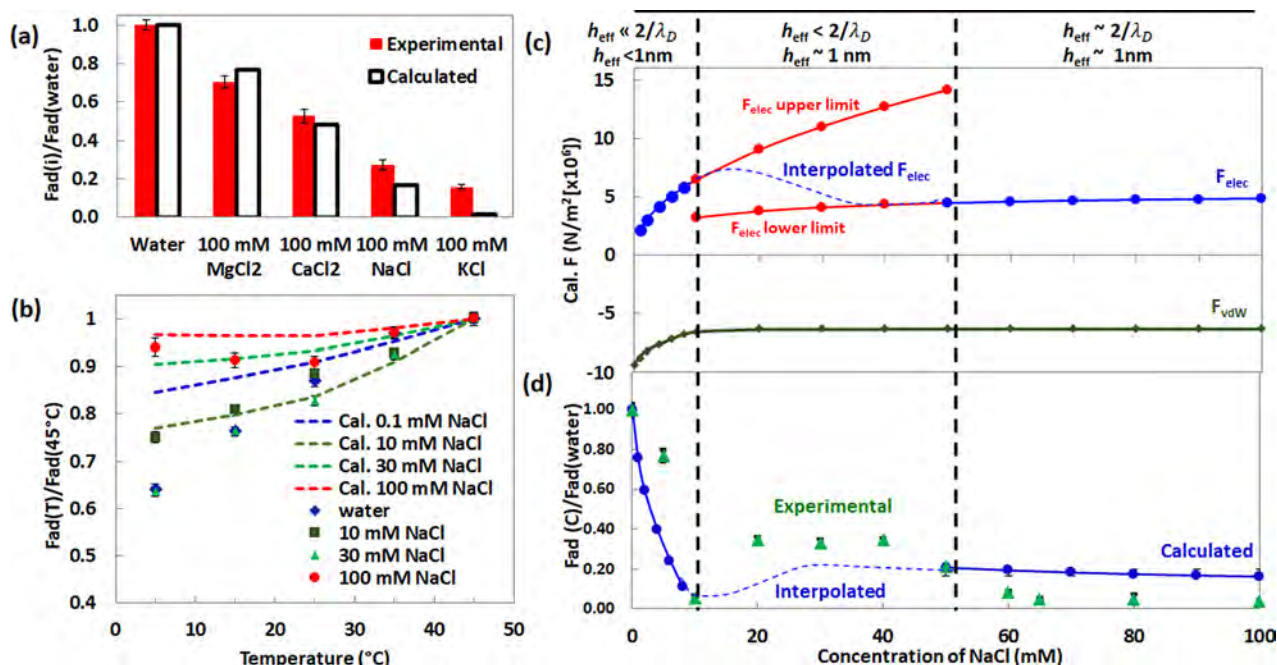 (a)
Fad(i)/Fad(water)
1.0
0.8
0.6
0.4
0.2
0.0
Experimental
Calculated
Water
100 mM
MgCl2
100 mM
CaCl2
100 mM
NaCl
100 mM
KCl
(b)
Fad(T)/Fad(45°C)
1
0.9
0.8
0.7
0.6
0.5
0.4
Cal. 0.1 mM NaCl
Cal. 10 mM NaCl
Cal. 30 mM NaCl
Cal. 100 mM NaCl
water
10 mM NaCl
30 mM NaCl
100 mM NaCl
0 10 20 30 40 50
Temperature (°C)
(c)
heff « 2/λD
heff <1nm
heff < 2/λD
heff ~ 1 nm
heff ~ 2/λD
heff ~ 1nm
Cal. F (N/m² [x10⁶])
15
10
5
0
-5
-10
Felec upper limit
Interpolated Felec
Felec
Felec lower limit
FvdW
(d)
Fad (C)/Fad(water)
1.00
0.80
0.60
0.40
0.20
0.00
Experimental
Calculated
Interpolated
0 20 40 60 80 100
Concentration of NaCl (mM)